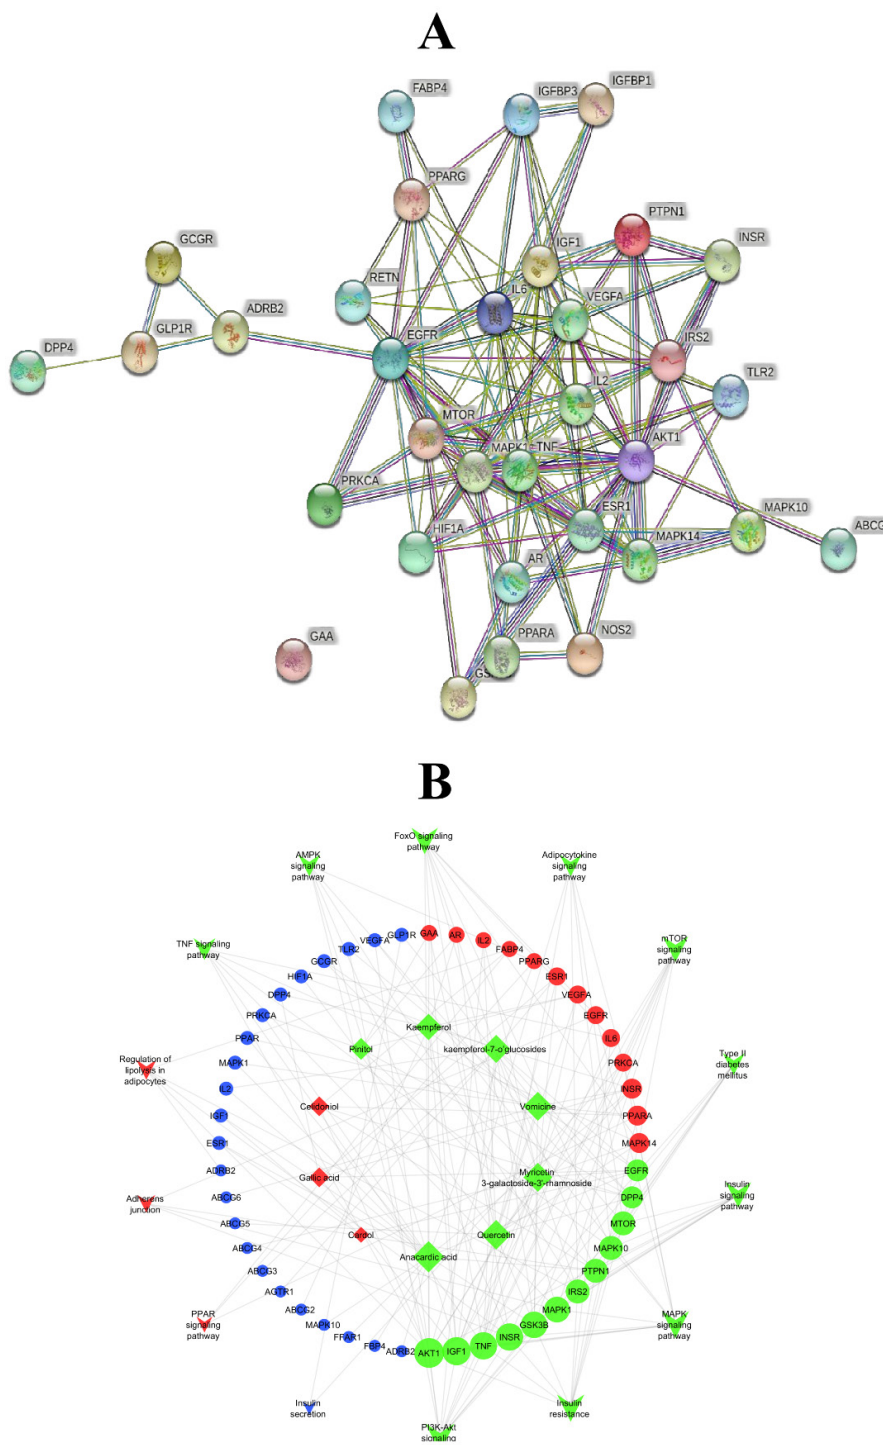 A
FABP4
IGFBP3
IGFBP1
PPARG
PTPN1
IGF1
INSR
GCGR
RETN
IL6
VEGFA
ADRB2
EGFR
IRS2
GLP1R
DPP4
IL2
TLR2
MTOR
AKT1
MAPK1
TNF
PRKCA
ESR1
MAPK10
HIF1A
MAPK14
ABCG
AR
GAA
PPARA
NOS2
B
FoxO signaling
pathway
AMPK
signaling
pathway
Adipocytokine
signaling
pathway
TNF signaling
pathway
mTOR
signaling
pathway
Regulation of
lipolysis in
adipocytes
Type II
diabetes
mellitus
Adherens
junction
Insulin
signaling
pathway
PPAR
signaling
pathway
MAPK
signaling
pathway
Insulin
secretion
Insulin
resistance
PI3K-Akt
signaling
GLP1R
VEGFA
TLR2
GCGR
HIF1A
DPP4
PRKCA
PPAR
MAPK1
IL2
IGF1
ESR1
ADRB2
ABCG6
ABCG5
ABCG4
ABCG3
AGTR1
ABCG2
MAPK10
FFAR1
FBP4
ADRB2
GAA
AR
IL2
FABP4
PPARG
ESR1
VEGFA
EGFR
IL6
PRKCA
INSR
PPARA
MAPK14
EGFR
DPP4
MTOR
MAPK10
PTPN1
IRS2
MAPK1
GSK3B
INSR
TNF
IGF1
AKT1
Kaempferol
Pinitol
kaempferol-7-o'glucosides
Celidoniol
Vomicine
Gallic acid
Myricetin
3-galactoside-3'-rhamnoside
Cardol
Quercetin
Anacardic acid